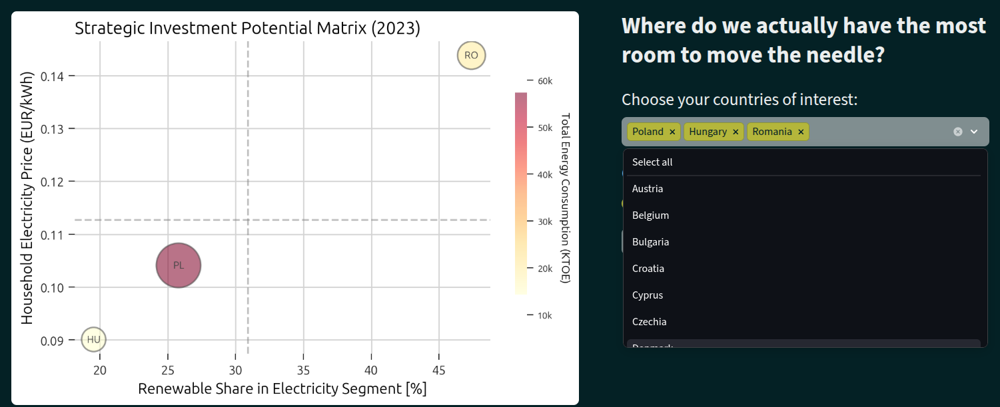 Strategic Investment Potential Matrix (2023)
Household Electricity Price (EUR/kWh)
0.14
0.13
0.12
0.11
0.10
0.09
RO
PL
HU
20
25
30
35
40
45
Renewable Share in Electricity Segment [%]
60k
50k
40k
30k
20k
10k
Total Energy Consumption (KTOE)
Where do we actually have the most
room to move the needle?
Choose your countries of interest:
Poland × Hungary × Romania ×
Select all
Austria
Belgium
Bulgaria
Croatia
Cyprus
Czechia
Denmark